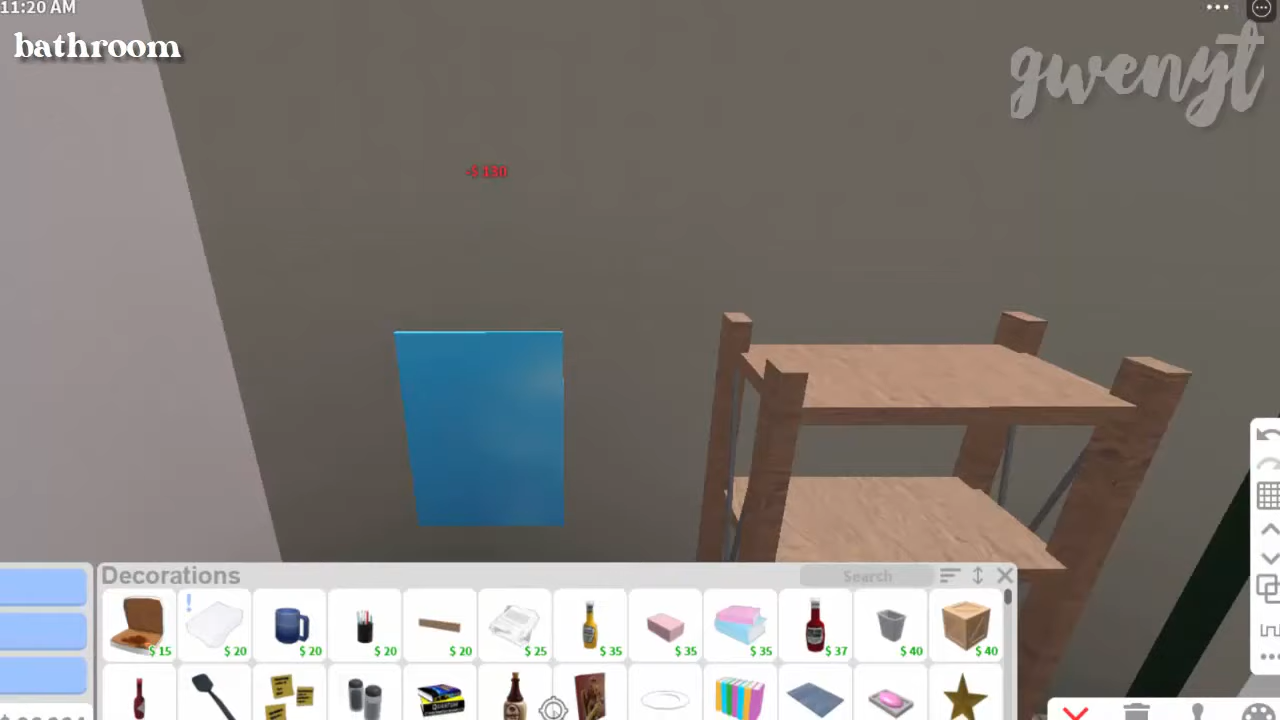 11:20 AM
bathroom
gwenyt
-$ 130
Decorations
Search
$ 15
$ 20
$ 20
$ 20
$ 20
$ 25
$ 35
$ 35
$ 35
$ 37
$ 40
$ 40
QUANTUM